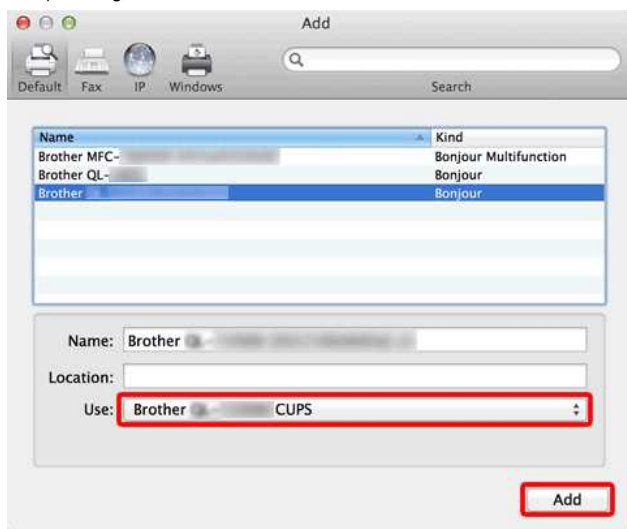 Add
Default Fax IP Windows Search
Name Kind
Brother MFC- Bonjour Multifunction
Brother QL- Bonjour
Brother Bonjour
Name: Brother
Location:
Use: Brother CUPS
Add